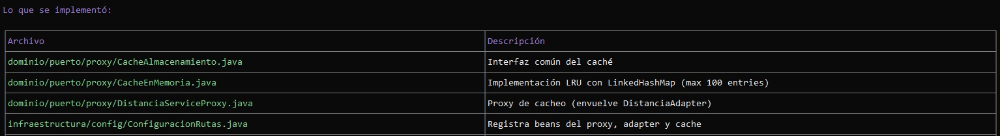 Lo que se implementó:
Archivo Descripción
dominio/puerto/proxy/CacheAlmacenamiento.java Interfaz común del caché
dominio/puerto/proxy/CacheEnMemoria.java Implementación LRU con LinkedHashMap (max 100 entries)
dominio/puerto/proxy/DistanciaServiceProxy.java Proxy de cacheo (envuelve DistanciaAdapter)
infraestructura/config/ConfiguracionRutas.java Registra beans del proxy, adapter y cache